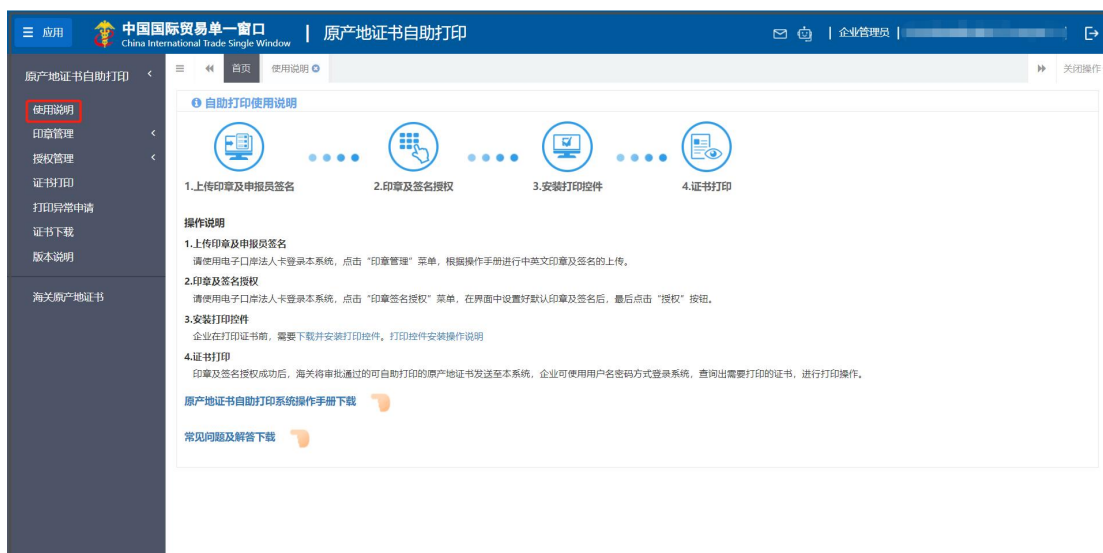 应用
中国国际贸易单一窗口
China International Trade Single Window
原产地证书自助打印
企业管理员
原产地证书自助打印
首页
使用说明
关闭操作
使用说明
印章管理
授权管理
证书打印
打印异常申请
证书下载
版本说明
海关原产地证书
自助打印使用说明
1.上传印章及申报员签名
2.印章及签名授权
3.安装打印控件
4.证书打印
操作说明
1.上传印章及申报员签名
请使用电子口岸法人卡登录本系统，点击“印章管理”菜单，根据操作手册进行中英文印章及签名的上传。
2.印章及签名授权
请使用电子口岸法人卡登录本系统，点击“印章签名授权”菜单，在界面中设置好默认印章及签名后，最后点击“授权”按钮。
3.安装打印控件
企业在打印证书前，需要下载并安装打印控件。打印控件安装操作说明
4.证书打印
印章及签名授权成功后，海关将审批通过的可自助打印的原产地证书发送至本系统，企业可使用用户名密码方式登录系统，查询出需要打印的证书，进行打印操作。
原产地证书自助打印系统操作手册下载
常见问题及解答下载